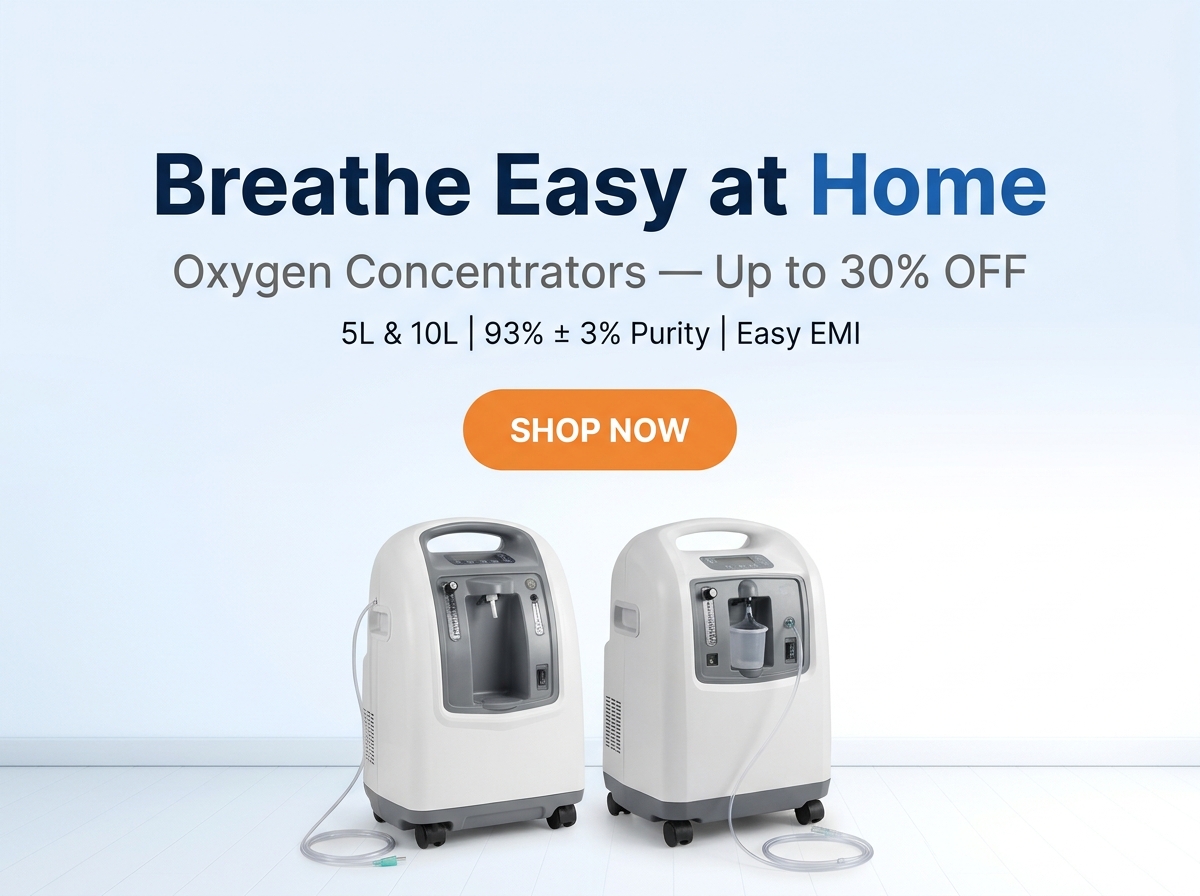 Breathe Easy at Home
Oxygen Concentrators — Up to 30% OFF
5L & 10L | 93% ± 3% Purity | Easy EMI
SHOP NOW